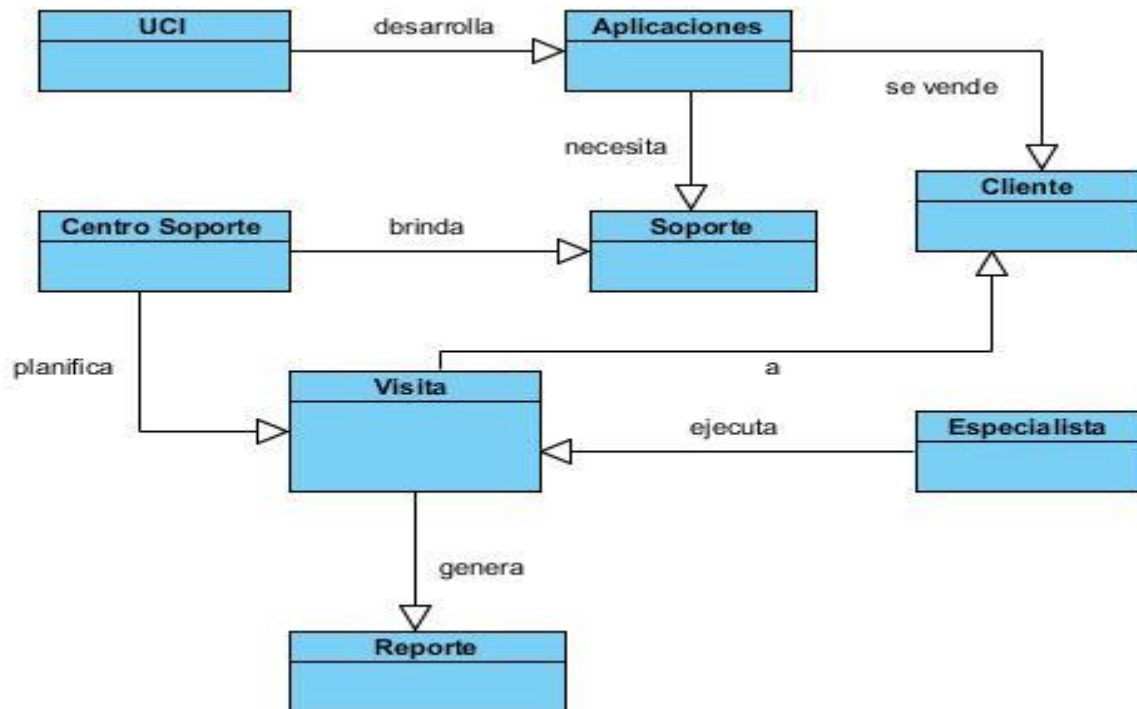 UCI
desarrolla
Aplicaciones
se vende
necesita
Cliente
Centro Soporte
brinda
Soporte
planifica
a
Visita
ejecuta
Especialista
genera
Reporte